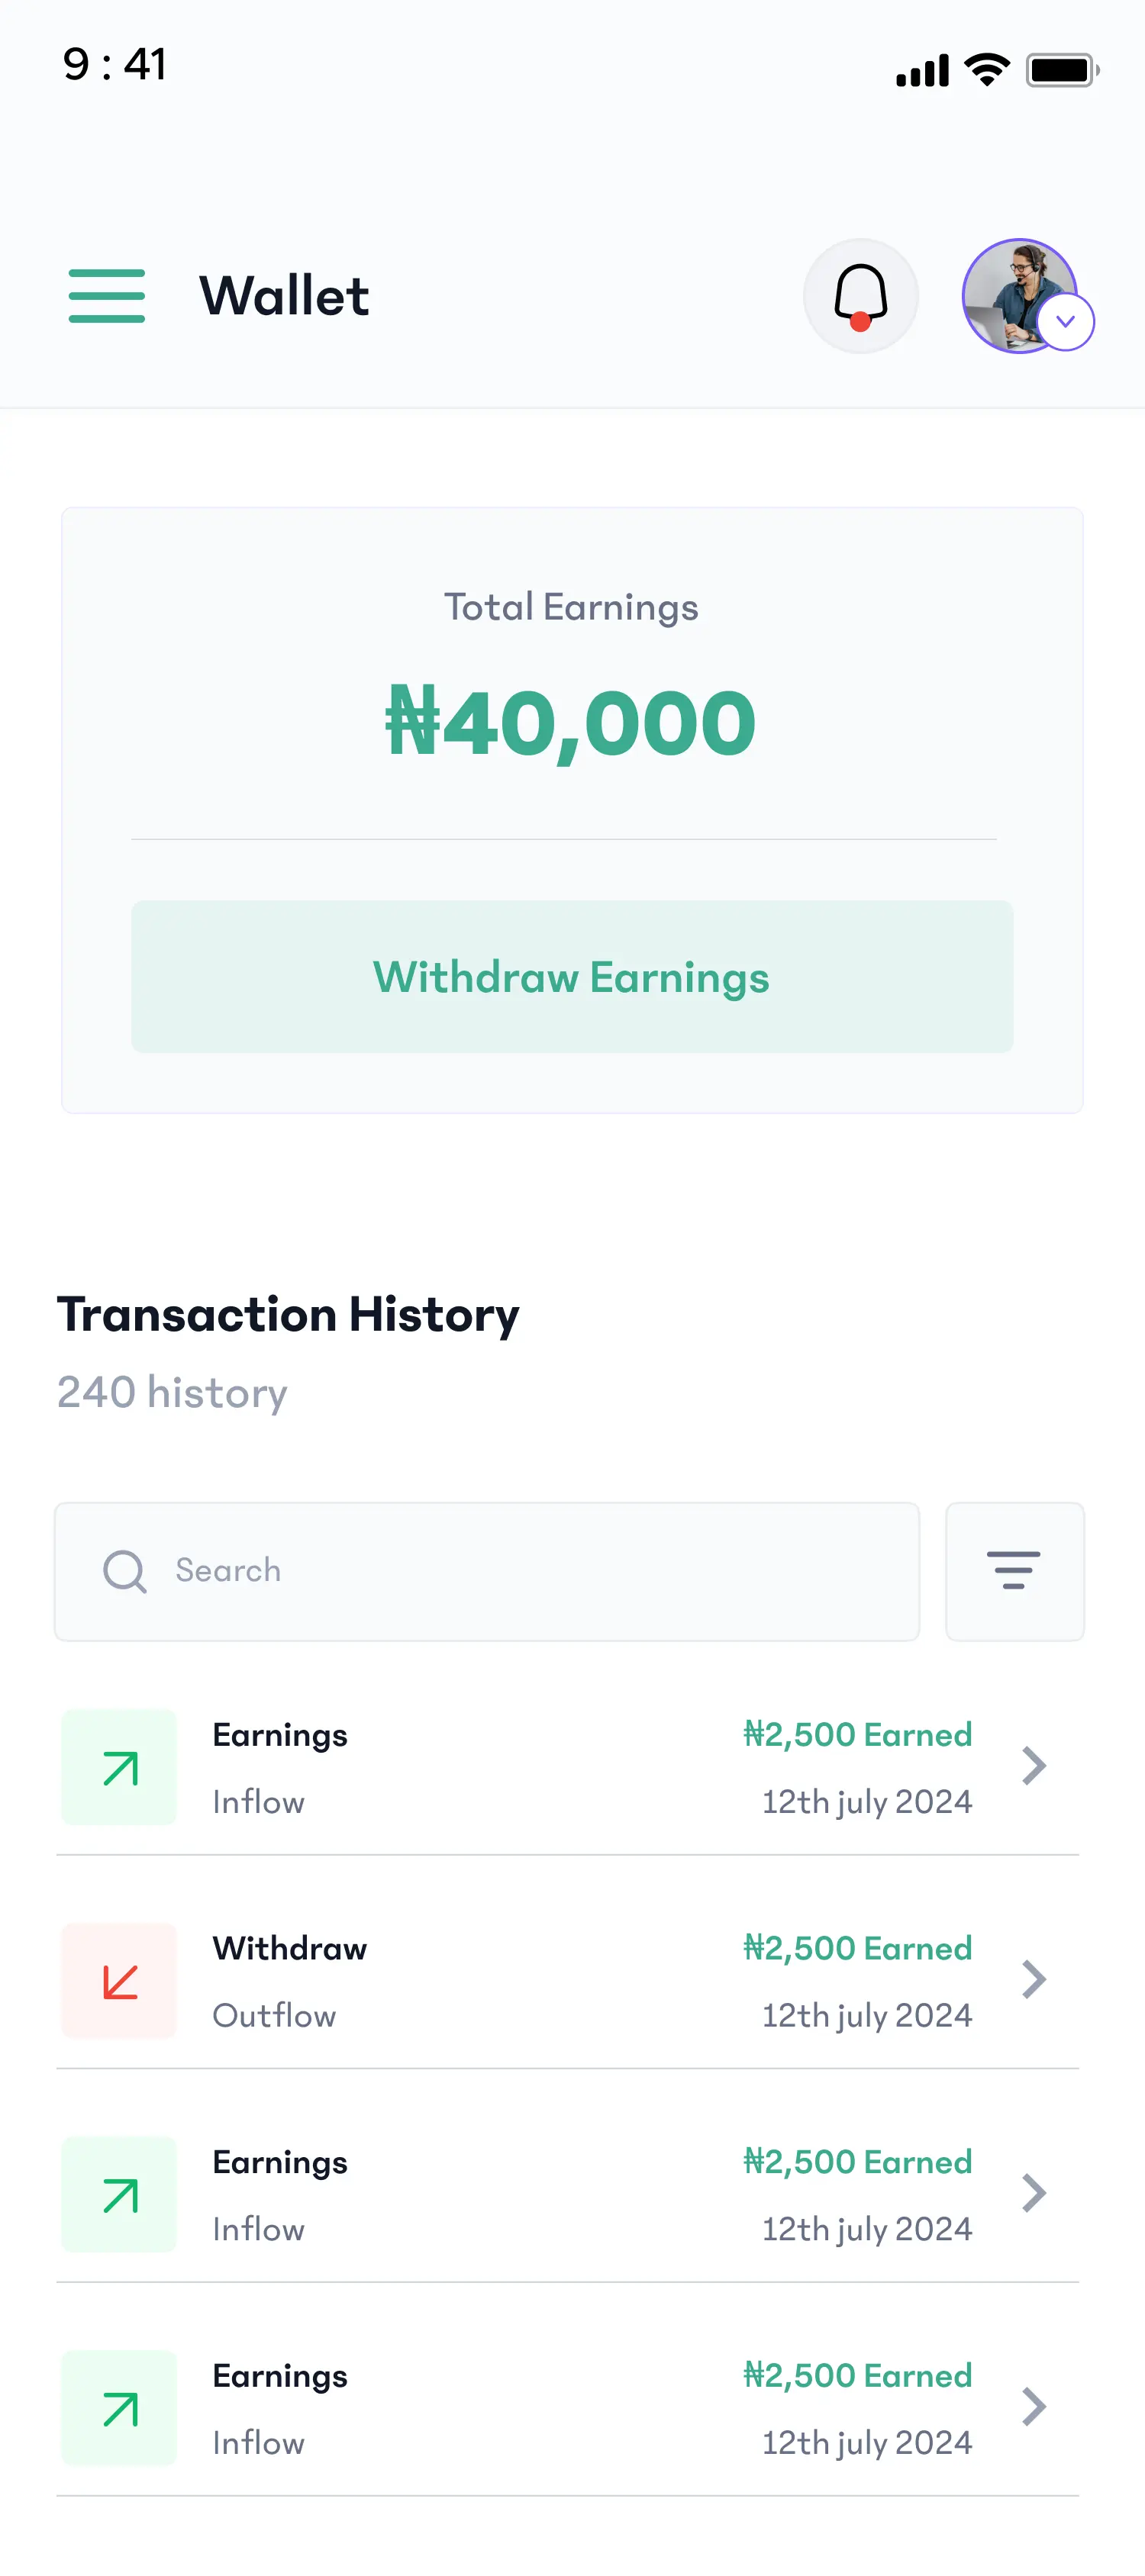 9 : 41
Wallet
Total Earnings
₦40,000
Withdraw Earnings
Transaction History
240 history
Search
Earnings
₦2,500 Earned
Inflow
12th july 2024
Withdraw
₦2,500 Earned
Outflow
12th july 2024
Earnings
₦2,500 Earned
Inflow
12th july 2024
Earnings
₦2,500 Earned
Inflow
12th july 2024